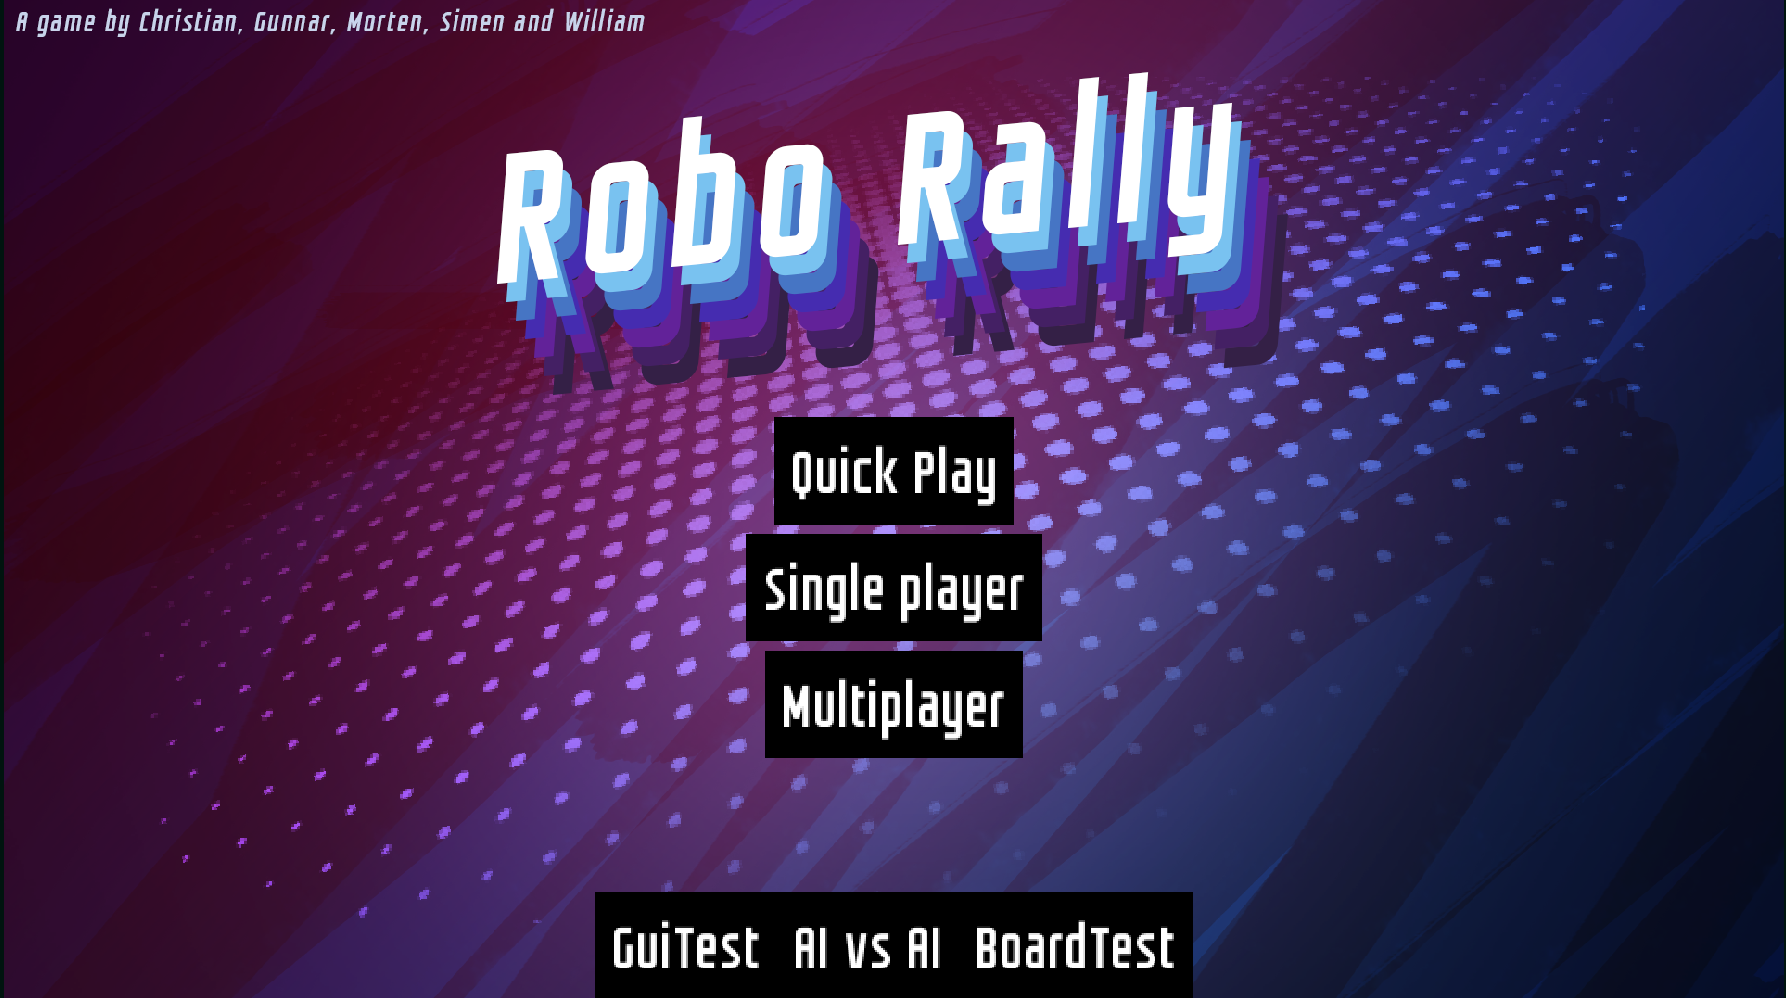 A game by Christian, Gunnar, Morten, Simen and William
Robo Rally
Quick Play
Single player
Multiplayer
GuiTest AI vs AI BoardTest